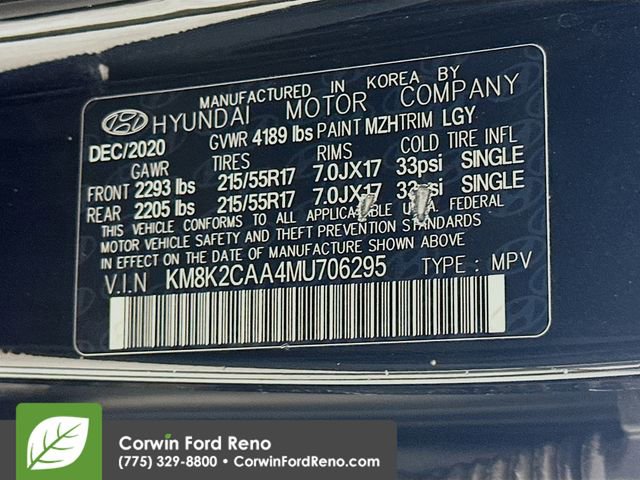 MANUFACTURED IN KOREA BY
HYUNDAI MOTOR COMPANY
DEC/2020 GVWR 4189 lbs PAINT MZH TRIM LGY
GAWR TIRES RIMS COLD TIRE INFL
FRONT 2293 lbs 215/55R17 7.0JX17 33psi SINGLE
REAR 2205 lbs 215/55R17 7.0JX17 33psi SINGLE
THIS VEHICLE CONFORMS TO ALL APPLICABLE U.S. FEDERAL
MOTOR VEHICLE SAFETY AND THEFT PREVENTION STANDARDS
IN EFFECT ON THE DATE OF MANUFACTURE SHOWN ABOVE.
V.I.N KM8K2CAA4MU706295 TYPE : MPV
Corwin Ford Reno
(775) 329-8800 • CorwinFordReno.com